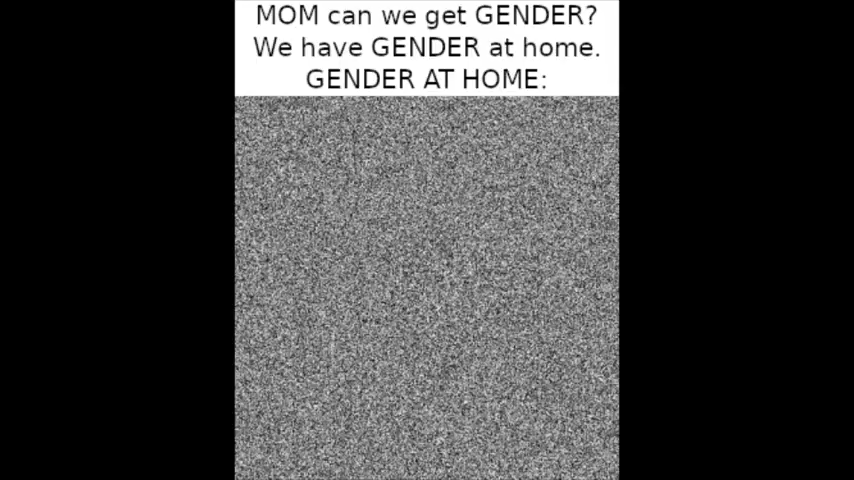 MOM can we get GENDER?
We have GENDER at home.
GENDER AT HOME: